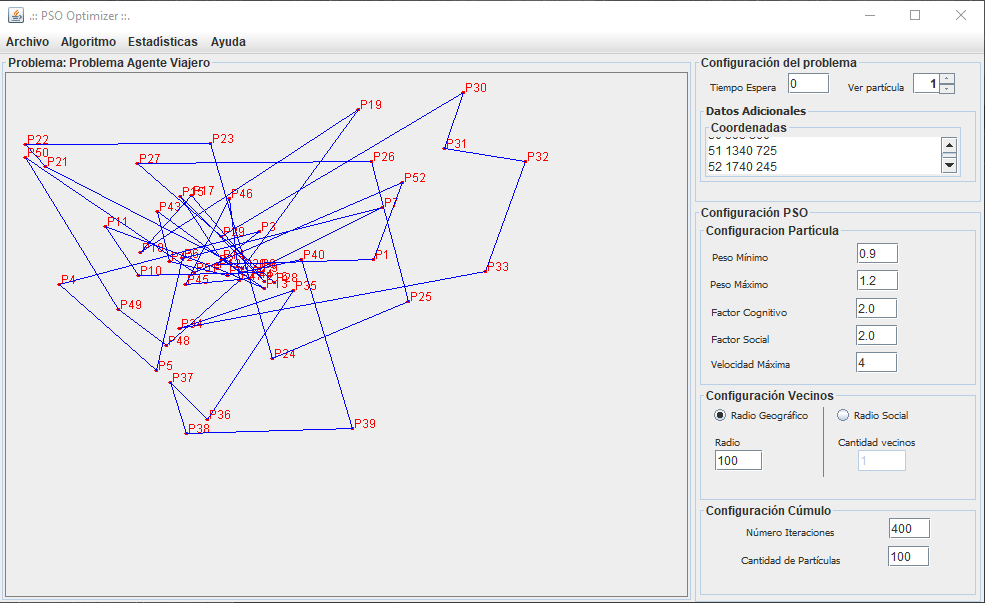 .:: PSO Optimizer ::.
Archivo Algoritmo Estadísticas Ayuda
Problema: Problema Agente Viajero
P30
P19
P31
P32
P22
P23
P50
P21
P27
P26
P52
P17
P46
P43
P7
P11
P3
P10
P40
P1
P33
P4
P45
P13
P28
P35
P25
P49
P34
P48
P24
P5
P37
P36
P38
P39
Configuración del problema
Tiempo Espera 0 Ver partícula 1
Datos Adicionales
Coordenadas
51 1340 725
52 1740 245
Configuración PSO
Configuracion Particula
Peso Mínimo 0.9
Peso Máximo 1.2
Factor Cognitivo 2.0
Factor Social 2.0
Velocidad Máxima 4
Configuración Vecinos
Radio Geográfico Radio Social
Radio Cantidad vecinos
100 1
Configuración Cúmulo
Número Iteraciones 400
Cantidad de Partículas 100